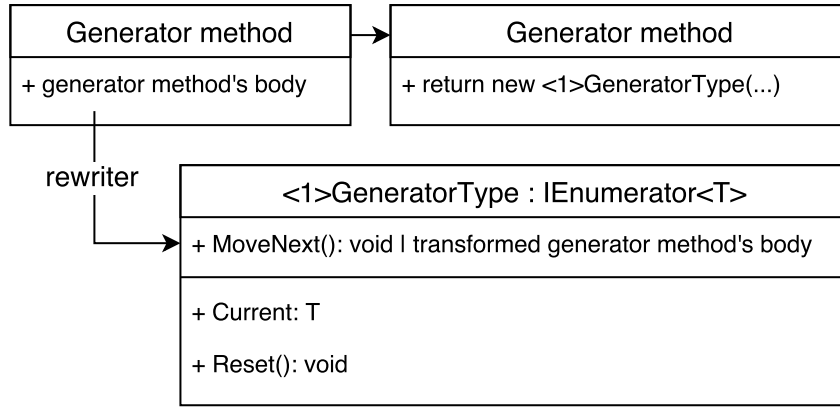 Generator method
+ generator method's body
Generator method
+ return new <1>GeneratorType(...)
rewriter
<1>GeneratorType : IEnumerator<T>
+ MoveNext(): void | transformed generator method's body
+ Current: T
+ Reset(): void